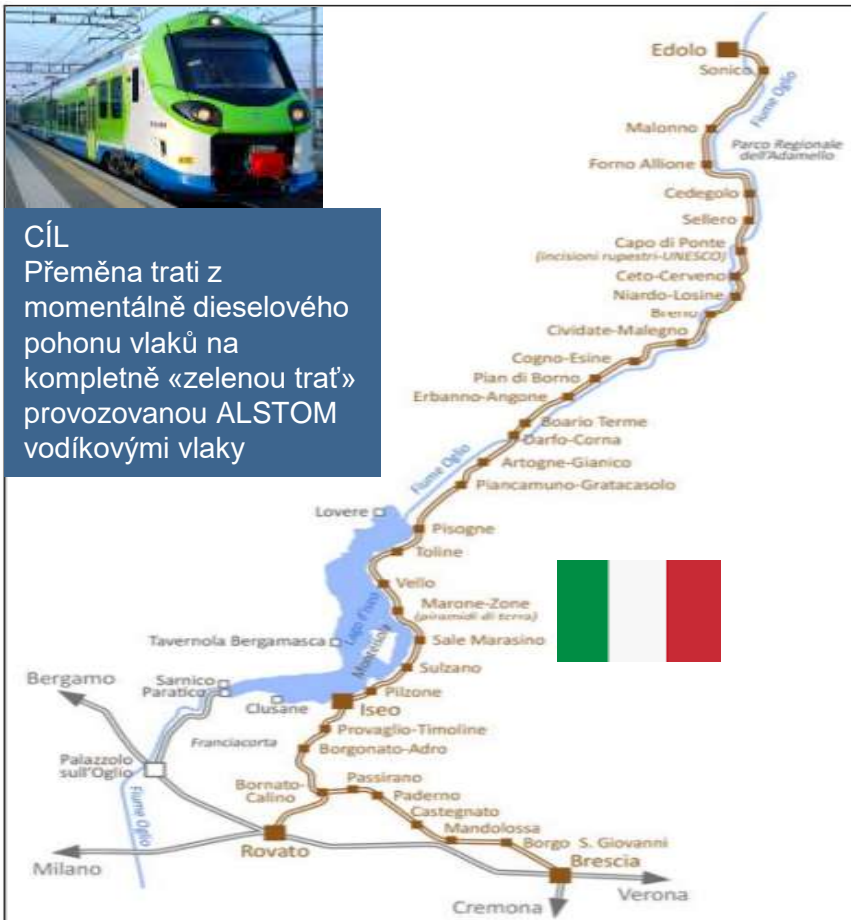 CÍL
Přeměna trati z
momentálně dieselového
pohonu vlaků na
kompletně «zelenou trať»
provozovanou ALSTOM
vodíkovými vlaky
Edolo
Sonico
Fiume Oglio
Malonno
Parco Regionale
dell'Adamello
Forno Allione
Cedegolo
Sellero
Capo di Ponte
(incisioni rupestri-UNESCO)
Ceto-Cerveno
Niardo-Losine
Breno
Cividate-Malegno
Cogno-Esine
Pian di Borno
Erbanno-Angone
Boario Terme
Darfo-Corna
Fiume Oglio
Artogne-Gianico
Piancamuno-Gratacasolo
Lovere
Pisogne
Toline
Vello
Lago d'Iseo
Marone-Zone
(piramidi di terra)
Montisola
Tavernola Bergamasca
Sale Marasino
Sulzano
Bergamo
Sarnico
Paratico
Pilzone
Clusane
Iseo
Provaglio-Timoline
Franciacorta
Borgonato-Adro
Palazzolo
sull'Oglio
Passirano
Bornato-
Calino
Paderno
Castegnato
Fiume Oglio
Mandolossa
Borgo S. Giovanni
Rovato
Brescia
Milano
Verona
Cremona